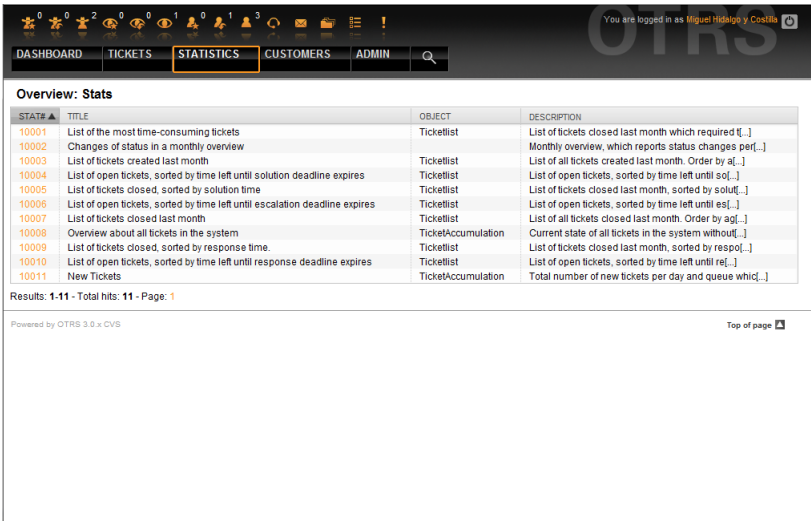 0 0 2 0 0 1 0 1 3
You are logged in as Miguel Hidalgo y Costilla
OTRS
DASHBOARD TICKETS STATISTICS CUSTOMERS ADMIN
Overview: Stats
STAT# TITLE OBJECT DESCRIPTION
10001 List of the most time-consuming tickets Ticketlist List of tickets closed last month which required t[...]
10002 Changes of status in a monthly overview Monthly overview, which reports status changes per[...]
10003 List of tickets created last month Ticketlist List of all tickets created last month. Order by a[...]
10004 List of open tickets, sorted by time left until solution deadline expires Ticketlist List of open tickets, sorted by time left until so[...]
10005 List of tickets closed, sorted by solution time Ticketlist List of tickets closed last month, sorted by solut[...]
10006 List of open tickets, sorted by time left until escalation deadline expires Ticketlist List of open tickets, sorted by time left until es[...]
10007 List of tickets closed last month Ticketlist List of all tickets closed last month. Order by ag[...]
10008 Overview about all tickets in the system TicketAccumulation Current state of all tickets in the system without[...]
10009 List of tickets closed, sorted by response time. Ticketlist List of tickets closed last month, sorted by respo[...]
10010 List of open tickets, sorted by time left until response deadline expires Ticketlist List of open tickets, sorted by time left until re[...]
10011 New Tickets TicketAccumulation Total number of new tickets per day and queue whic[...]
Results: 1-11 - Total hits: 11 - Page: 1
Powered by OTRS 3.0.x CVS
Top of page